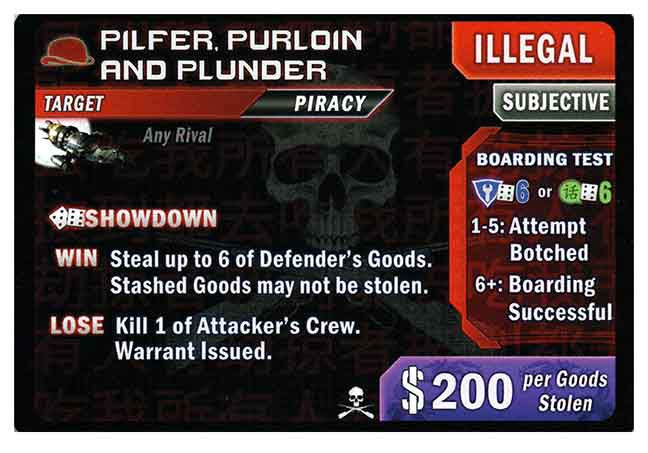 PILFER, PURLOIN
AND PLUNDER
ILLEGAL
TARGET
PIRACY
SUBJECTIVE
Any Rival
BOARDING TEST
6 or 话 6
1-5: Attempt
Botched
6+: Boarding
Successful
SHOWDOWN
WIN Steal up to 6 of Defender's Goods.
Stashed Goods may not be stolen.
LOSE Kill 1 of Attacker's Crew.
Warrant Issued.
$200 per Goods
Stolen